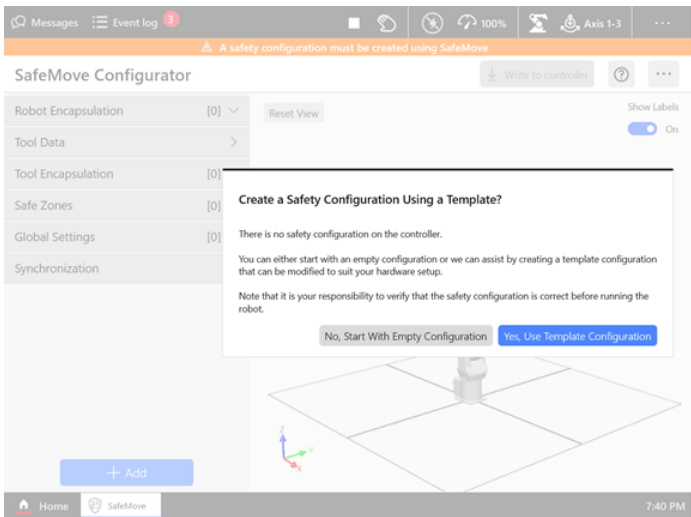 Messages
Event log 3
100%
Axis 1-3
A safety configuration must be created using SafeMove
SafeMove Configurator
Write to controller
Robot Encapsulation [0]
Tool Data
Tool Encapsulation [0]
Safe Zones [0]
Global Settings [0]
Synchronization
Reset View
Show Labels
On
Create a Safety Configuration Using a Template?
There is no safety configuration on the controller.
You can either start with an empty configuration or we can assist by creating a template configuration
that can be modified to suit your hardware setup.
Note that it is your responsibility to verify that the safety configuration is correct before running the
robot.
No, Start With Empty Configuration
Yes, Use Template Configuration
Z
Y
X
+ Add
Home
SafeMove
7:40 PM